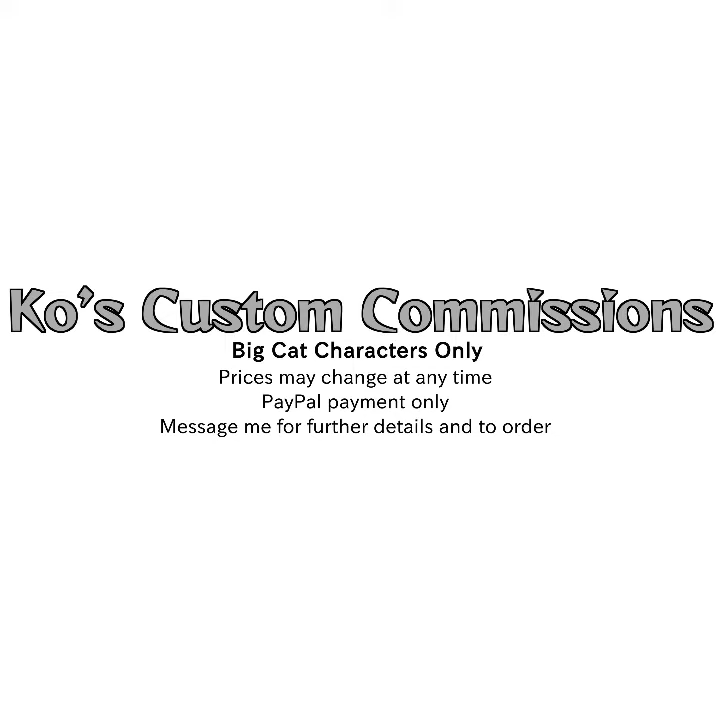 Ko's Custom Commissions
Big Cat Characters Only
Prices may change at any time
PayPal payment only
Message me for further details and to order